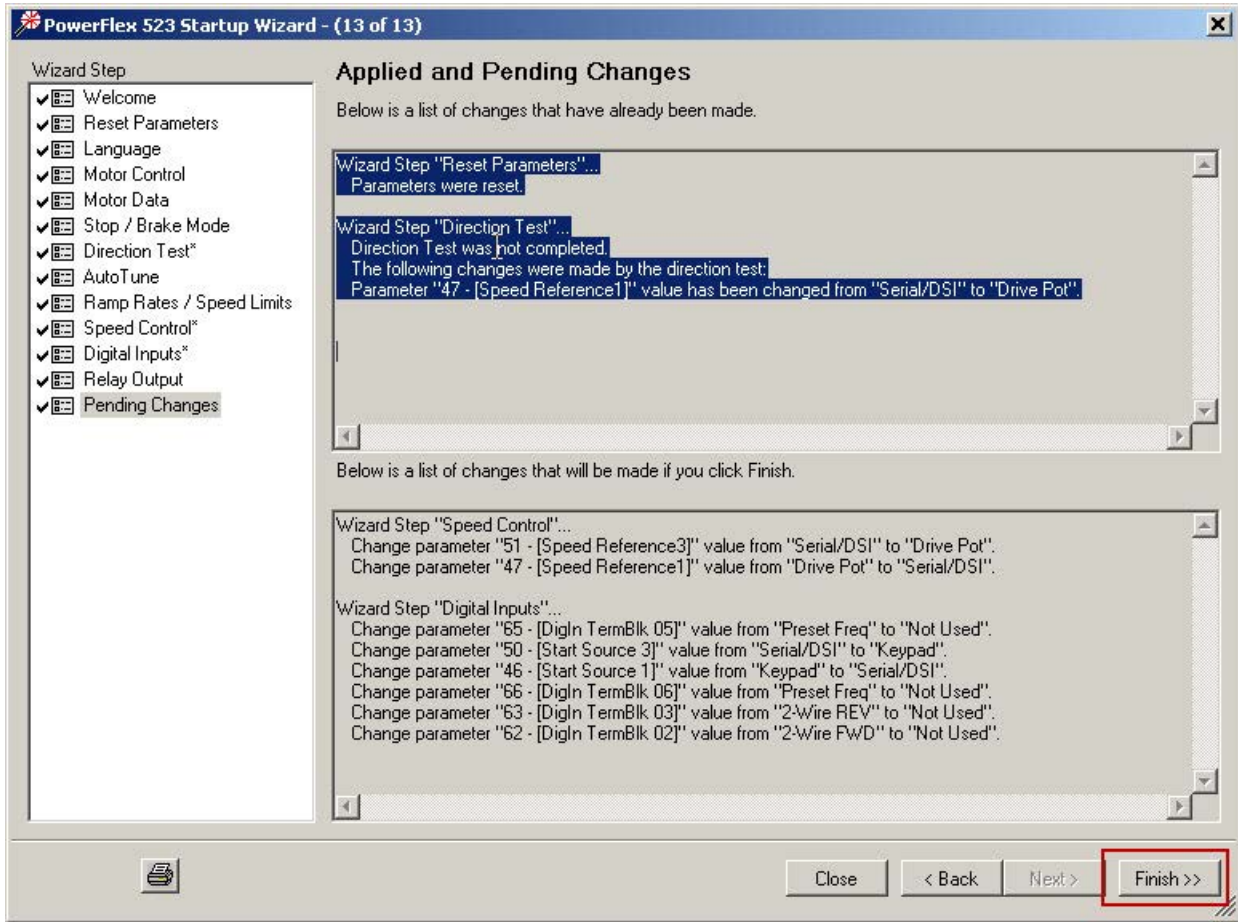 PowerFlex 523 Startup Wizard - (13 of 13)
Wizard Step
Welcome
Reset Parameters
Language
Motor Control
Motor Data
Stop / Brake Mode
Direction Test*
AutoTune
Ramp Rates / Speed Limits
Speed Control*
Digital Inputs*
Relay Output
Pending Changes
Applied and Pending Changes
Below is a list of changes that have already been made.
Wizard Step "Reset Parameters"...
Parameters were reset.
Wizard Step "Direction Test"...
Direction Test was not completed.
The following changes were made by the direction test:
Parameter "47 - [Speed Reference1]" value has been changed from "Serial/DSI" to "Drive Pot".
Below is a list of changes that will be made if you click Finish.
Wizard Step "Speed Control"...
Change parameter "51 - [Speed Reference3]" value from "Serial/DSI" to "Drive Pot".
Change parameter "47 - [Speed Reference1]" value from "Drive Pot" to "Serial/DSI".
Wizard Step "Digital Inputs"...
Change parameter "65 - [DigIn TermBlk 05]" value from "Preset Freq" to "Not Used".
Change parameter "50 - [Start Source 3]" value from "Serial/DSI" to "Keypad".
Change parameter "46 - [Start Source 1]" value from "Keypad" to "Serial/DSI".
Change parameter "66 - [DigIn TermBlk 06]" value from "Preset Freq" to "Not Used".
Change parameter "63 - [DigIn TermBlk 03]" value from "2-Wire REV" to "Not Used".
Change parameter "62 - [DigIn TermBlk 02]" value from "2-Wire FWD" to "Not Used".
Close
< Back
Next >
Finish >>